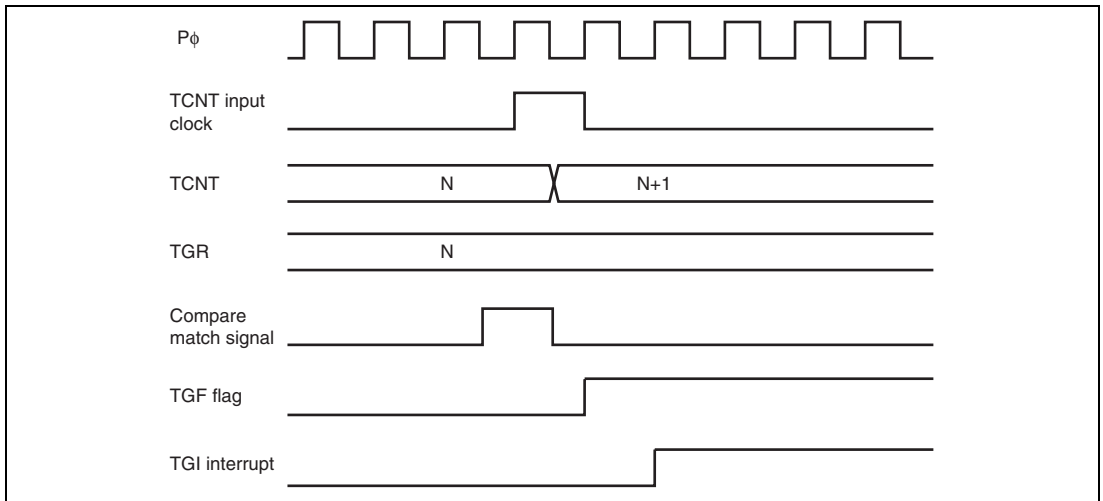 Pϕ
TCNT input
clock
TCNT
N
N+1
TGR
N
Compare
match signal
TGF flag
TGI interrupt